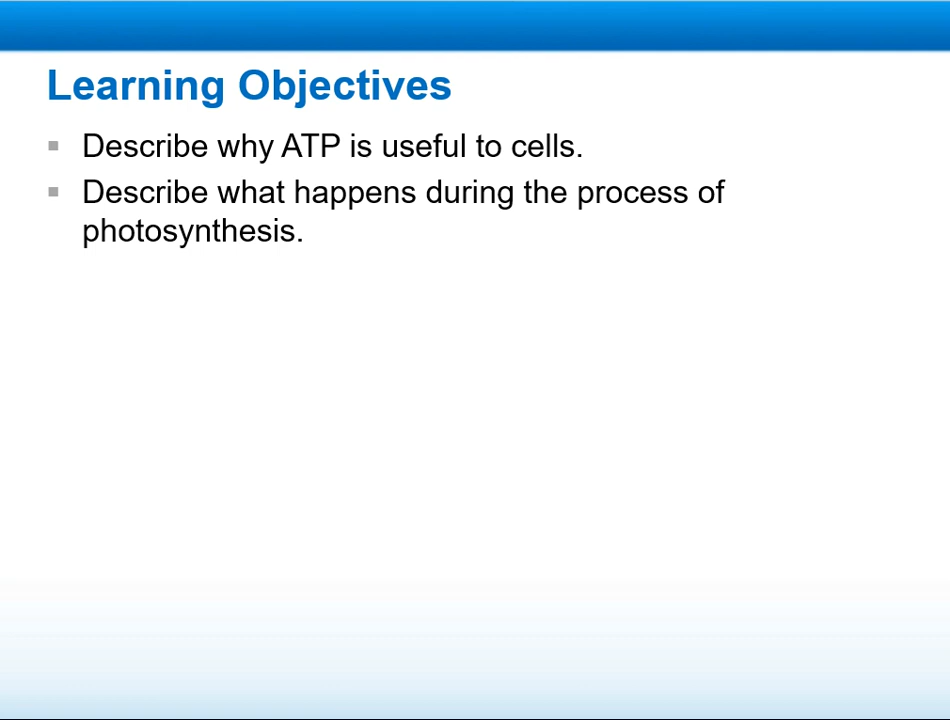 Learning Objectives
Describe why ATP is useful to cells.
Describe what happens during the process of
photosynthesis.